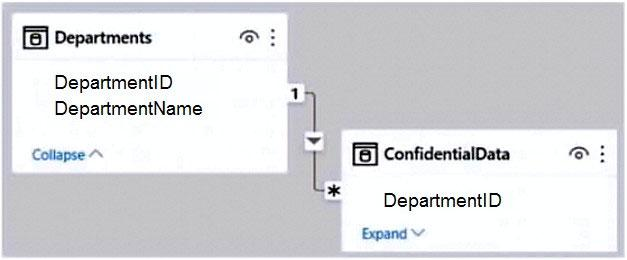 Departments
DepartmentID
DepartmentName
Collapse
1
ConfidentialData
*
DepartmentID
Expand